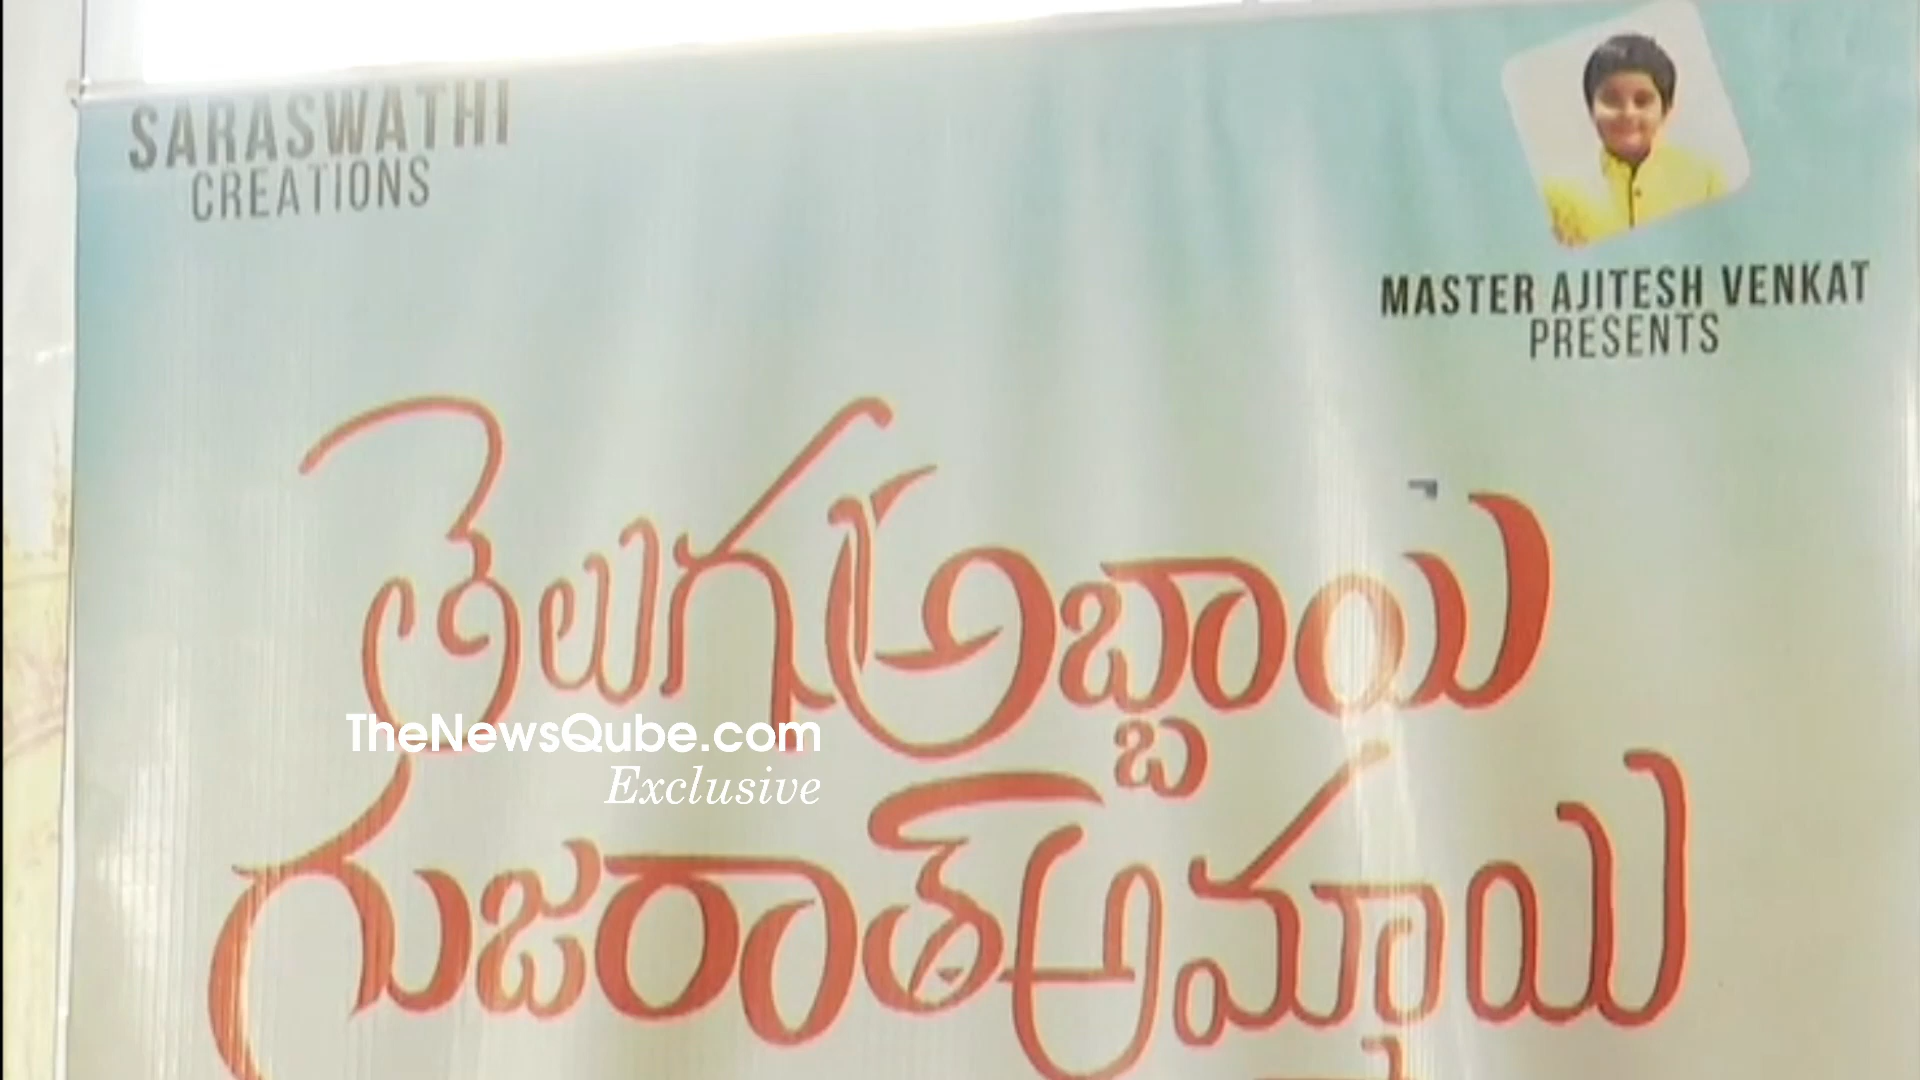 SARASWATHI
CREATIONS
MASTER AJITESH VENKAT
PRESENTS
తెలుగు అబ్బాయి
గుజరాత్ అమ్మాయి
TheNewsQube.com
Exclusive